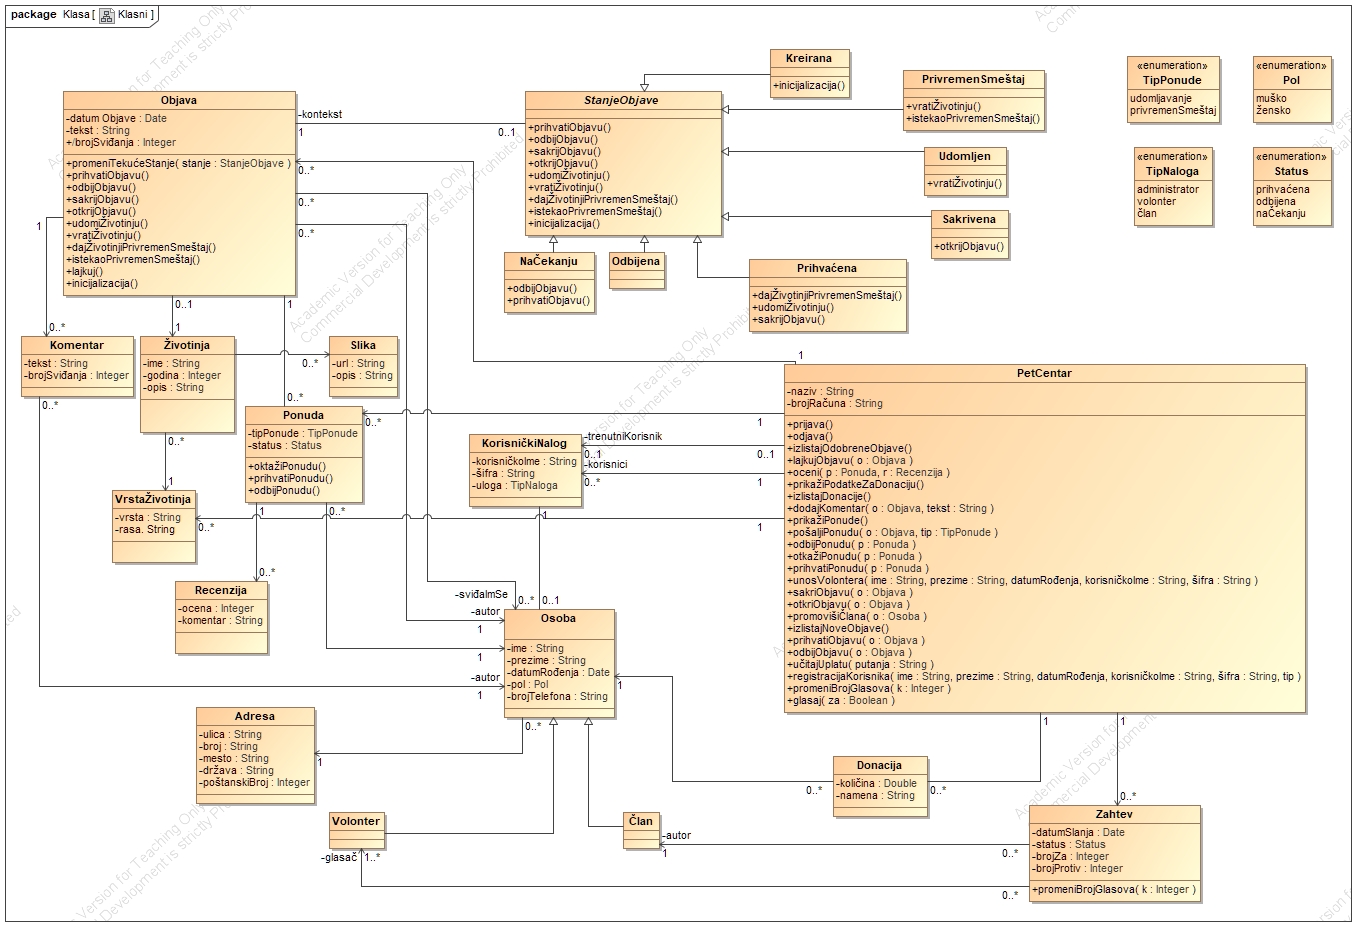 package Klasa [ Klasni ]
Objava
-datum Objave : Date
-tekst : String
+/brojSviđanja : Integer
+promeniTekućeStanje( stanje : StanjeObjave )
+prihvatiObjavu()
+odbijObjavu()
+sakrijObjavu()
+otkrijObjavu()
+udomiŽivotinju()
+vratiŽivotinju()
+dajŽivotinjiPrivremenSmeštaj()
+istekaoPrivremenSmeštaj()
+lajkuj()
+inicijalizacija()
-kontekst
1
0..1
StanjeObjave
+prihvatiObjavu()
+odbijObjavu()
+sakrijObjavu()
+otkrijObjavu()
+udomiŽivotinju()
+vratiŽivotinju()
+dajŽivotinjiPrivremenSmeštaj()
+istekaoPrivremenSmeštaj()
+inicijalizacija()
Kreirana
+inicijalizacija()
PrivremenSmeštaj
+vratiŽivotinju()
+istekaoPrivremenSmeštaj()
Udomljen
+vratiŽivotinju()
Sakrivena
+otkrijObjavu()
NaČekanju
+odbijObjavu()
+prihvatiObjavu()
Odbijena
Prihvaćena
+dajŽivotinjiPrivremenSmeštaj()
+udomiŽivotinju()
+sakrijObjavu()
«enumeration»
TipPonude
udomljavanje
privremenSmeštaj
«enumeration»
Pol
muško
žensko
«enumeration»
TipNaloga
administrator
volonter
član
«enumeration»
Status
prihvaćena
odbijena
naČekanju
0..*
0..*
0..*
1
0..*
0..1
1
1
Komentar
-tekst : String
-brojSviđanja : Integer
0..*
Životinja
-ime : String
-godina : Integer
-opis : String
0..*
1
0..*
Slika
-url : String
-opis : String
0..*
Ponuda
-tipPonude : TipPonude
-status : Status
+oktažiPonudu()
+prihvatiPonudu()
+odbijPonudu()
0..*
1
1
0..*
0..*
VrstaŽivotinja
-vrsta : String
-rasa. String
0..*
1
Recenzija
-ocena : Integer
-komentar : String
KorisničkiNalog
-korisničkoIme : String
-šifra : String
-uloga : TipNaloga
-trenutniKorisnik
0..1
0..1
-korisnici
0..*
1
1
0..1
1
PetCentar
-naziv : String
-brojRačuna : String
+prijava()
+odjava()
+izlistajOdobreneObjave()
+lajkujObjavu( o : Objava )
+oceni( p : Ponuda, r : Recenzija )
+prikažiPodatkeZaDonaciju()
+izlistajDonacije()
+dodajKomentar( o : Objava, tekst : String )
+prikažiPonude()
+pošaljiPonudu( o : Objava, tip : TipPonude )
+odbijPonudu( p : Ponuda )
+otkažiPonudu( p : Ponuda )
+prihvatiPonudu( p : Ponuda )
+unosVolontera( ime : String, prezime : String, datumRođenja, korisničkoIme : String, šifra : String )
+sakriObjavu( o : Objava )
+otkriObjavu( o : Objava )
+promovišiČlana( o : Osoba )
+izlistajNoveObjave()
+prihvatiObjavu( o : Objava )
+odbijObjavu( o : Objava )
+učitajUplatu( putanja : String )
+registracijaKorisnika( ime : String, prezime : String, datumRođenja, korisničkoIme : String, šifra : String, tip )
+promeniBrojGlasova( k : Integer )
+glasaj( za : Boolean )
-sviđaImSe
0..*
-autor
1
1
-autor
1
Osoba
-ime : String
-prezime : String
-datumRođenja : Date
-pol : Pol
-brojTelefona : String
1
0..*
Adresa
-ulica : String
-broj : String
-mesto : String
-država : String
-poštanskiBroj : Integer
1
1
1
Donacija
-količina : Double
-namena : String
0..*
0..*
0..*
Volonter
-glasač
1..*
Član
-autor
1
Zahtev
-datumSlanja : Date
-status : Status
-brojZa : Integer
-brojProtiv : Integer
+promeniBrojGlasova( k : Integer )
0..*
0..*
Academic Version for Teaching Only
Commercial Development is strictly Prohibited